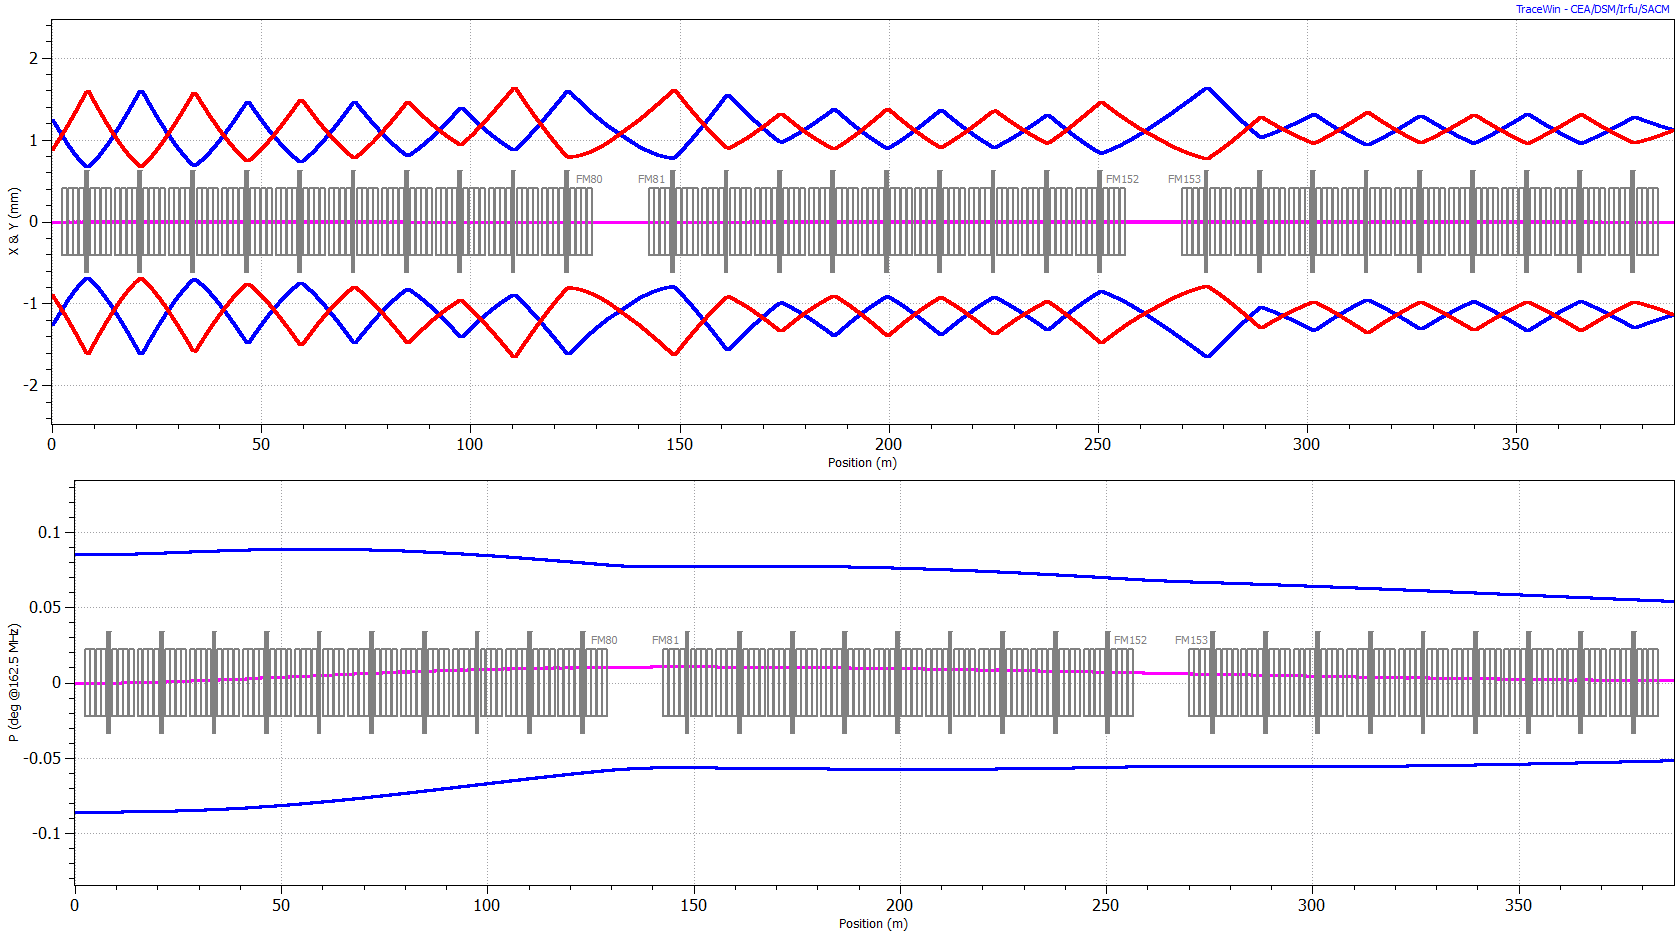 TraceWin - CEA/DSM/Irfu/SACM
X & Y (mm)
2
1
0
-1
-2
FM80
FM81
FM152
FM153
0
50
100
150
200
250
300
350
Position (m)
P (deg @162.5 MHz)
0.1
0.05
0
-0.05
-0.1
FM80
FM81
FM152
FM153
0
50
100
150
200
250
300
350
Position (m)